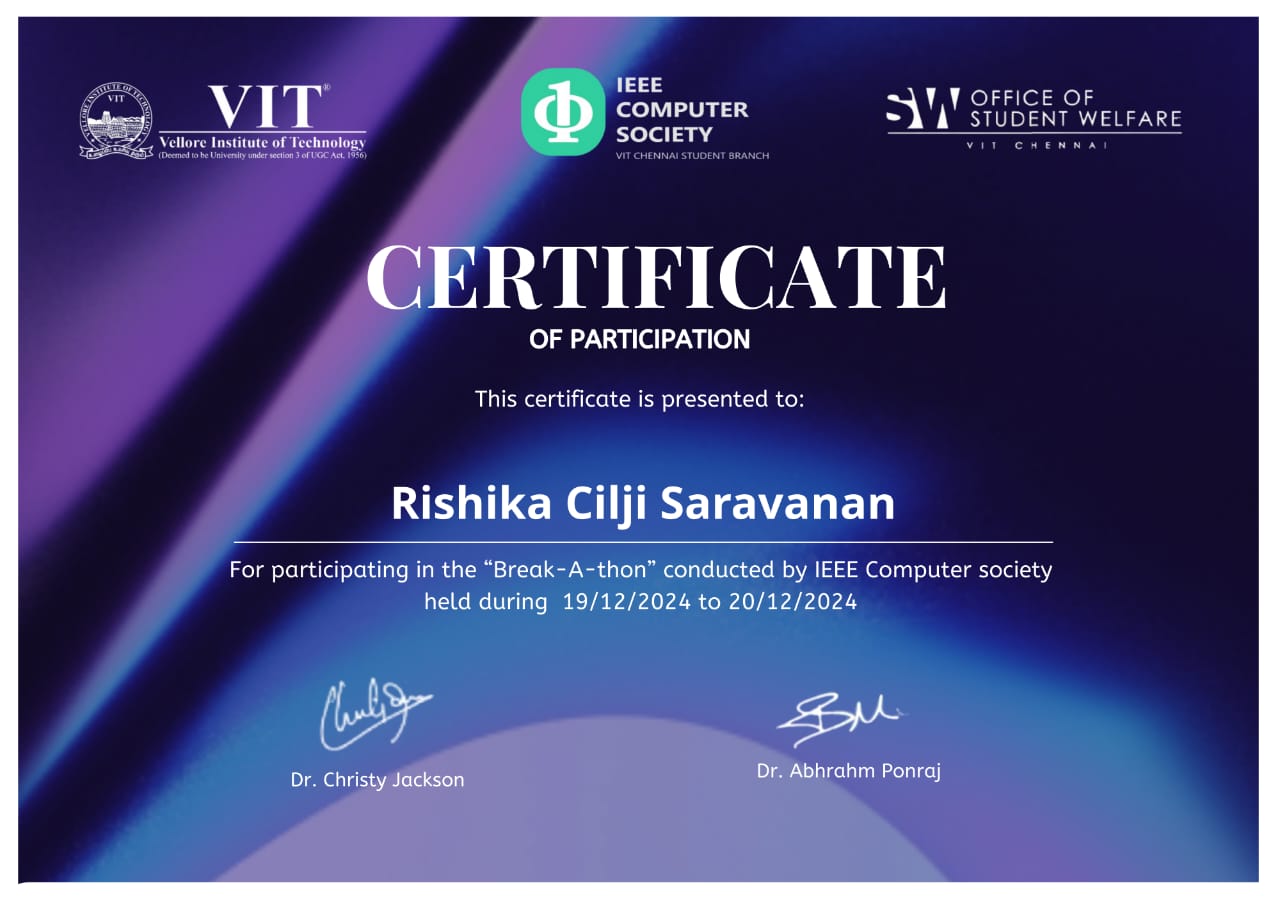 VELLORE INSTITUTE OF TECHNOLOGY
VIT
VIT®
Vellore Institute of Technology
(Deemed to be University under section 3 of UGC Act, 1956)
IEEE
COMPUTER
SOCIETY
VIT CHENNAI STUDENT BRANCH
SW OFFICE OF
STUDENT WELFARE
VIT CHENNAI
CERTIFICATE
OF PARTICIPATION
This certificate is presented to:
Rishika Cilji Saravanan
For participating in the “Break-A-thon” conducted by IEEE Computer society
held during 19/12/2024 to 20/12/2024
Dr. Christy Jackson
Dr. Abhrahm Ponraj